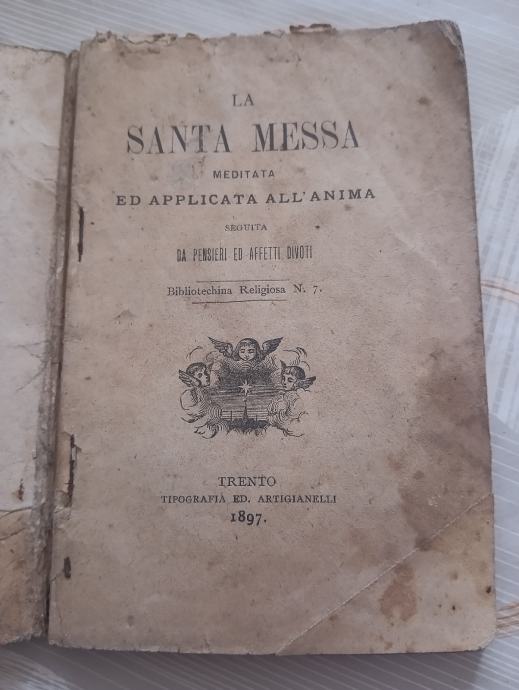 LA
SANTA MESSA
MEDITATA
ED APPLICATA ALL'ANIMA
SEGUITA
DA PENSIERI ED AFFETTI DIVOTI
Bibliotechina Religiosa N. 7.
TRENTO
TIPOGRAFIA ED. ARTIGIANELLI
1897.